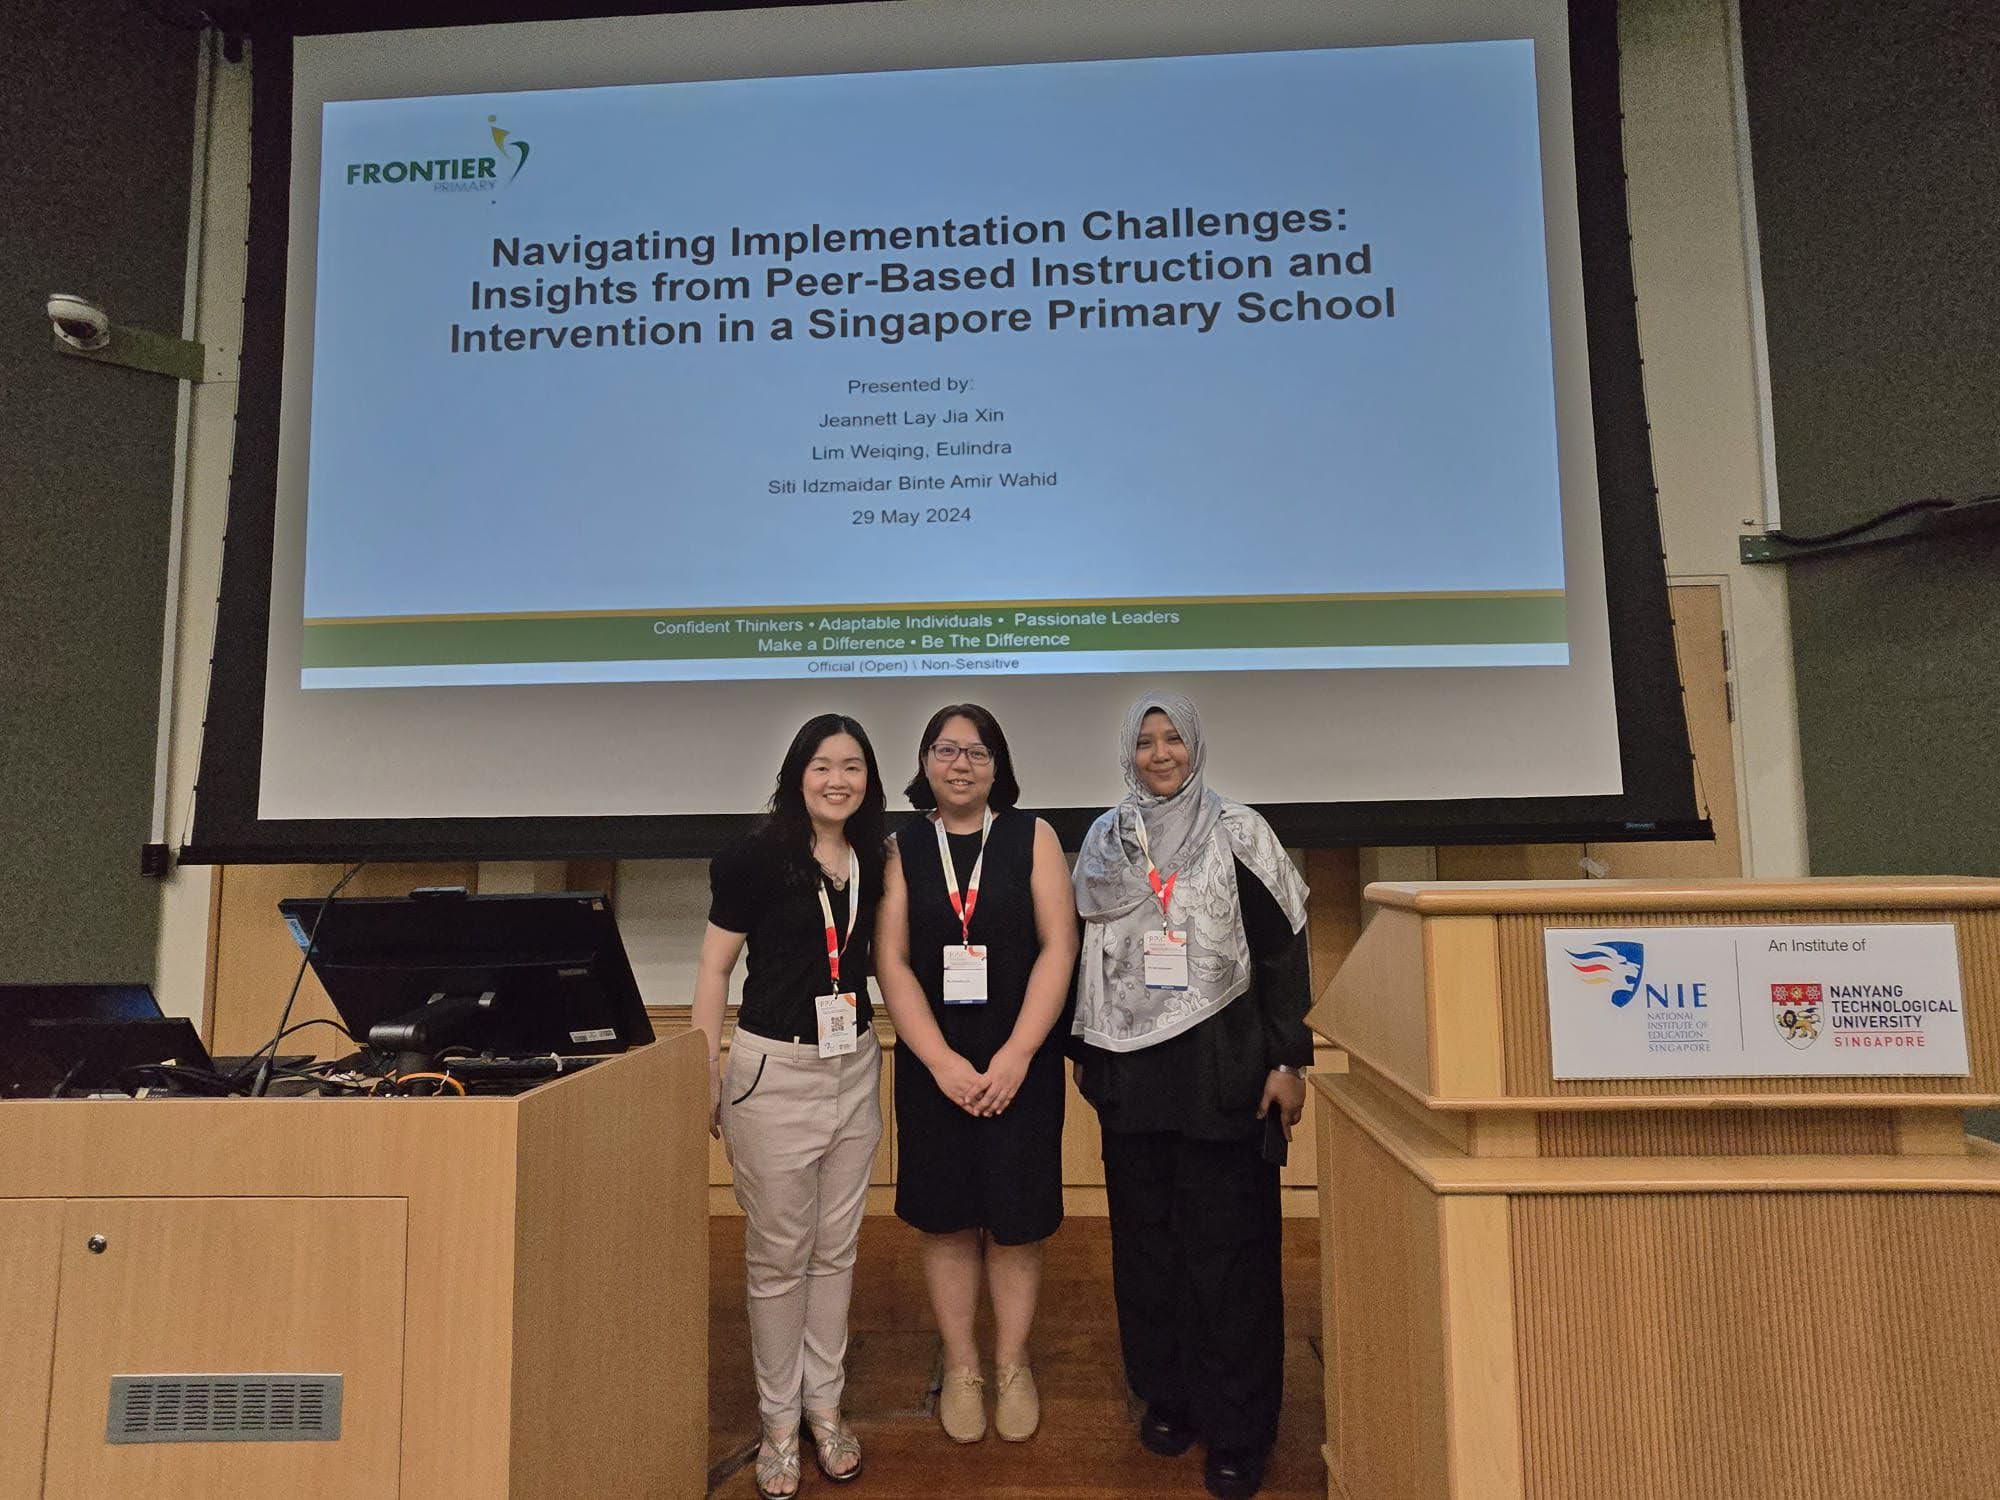 FRONTIER
PRIMARY
Navigating Implementation Challenges:
Insights from Peer-Based Instruction and
Intervention in a Singapore Primary School
Presented by:
Jeannett Lay Jia Xin
Lim Weiqing, Eulindra
Siti Idzmaidar Binte Amir Wahid
29 May 2024
Confident Thinkers • Adaptable Individuals • Passionate Leaders
Make a Difference • Be The Difference
Official (Open) \ Non-Sensitive
An Institute of
NIE
NATIONAL
INSTITUTE OF
EDUCATION
SINGAPORE
NANYANG
TECHNOLOGICAL
UNIVERSITY
SINGAPORE